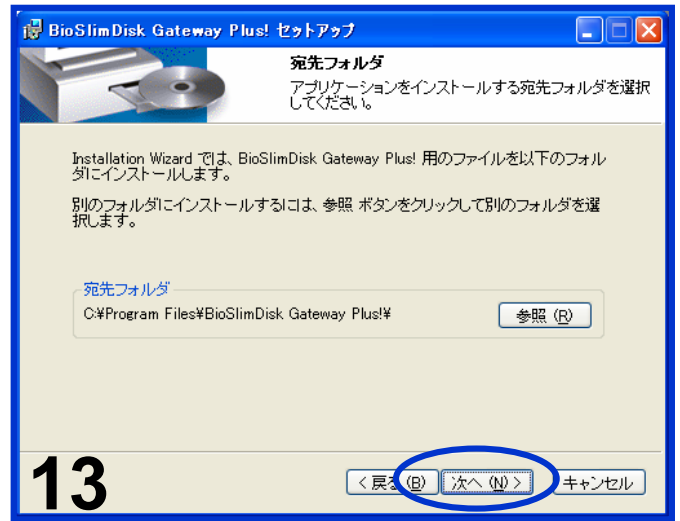 BioSlimDisk Gateway Plus! セットアップ
宛先フォルダ
アプリケーションをインストールする宛先フォルダを選択
してください。
Installation Wizard では、BioSlimDisk Gateway Plus! 用のファイルを以下のフォル
ダにインストールします。
別のフォルダにインストールするには、参照 ボタンをクリックして別のフォルダを選
択します。
宛先フォルダ
C:¥Program Files¥BioSlimDisk Gateway Plus!¥
参照 (R)
13
< 戻る (B) 次へ (N) > キャンセル